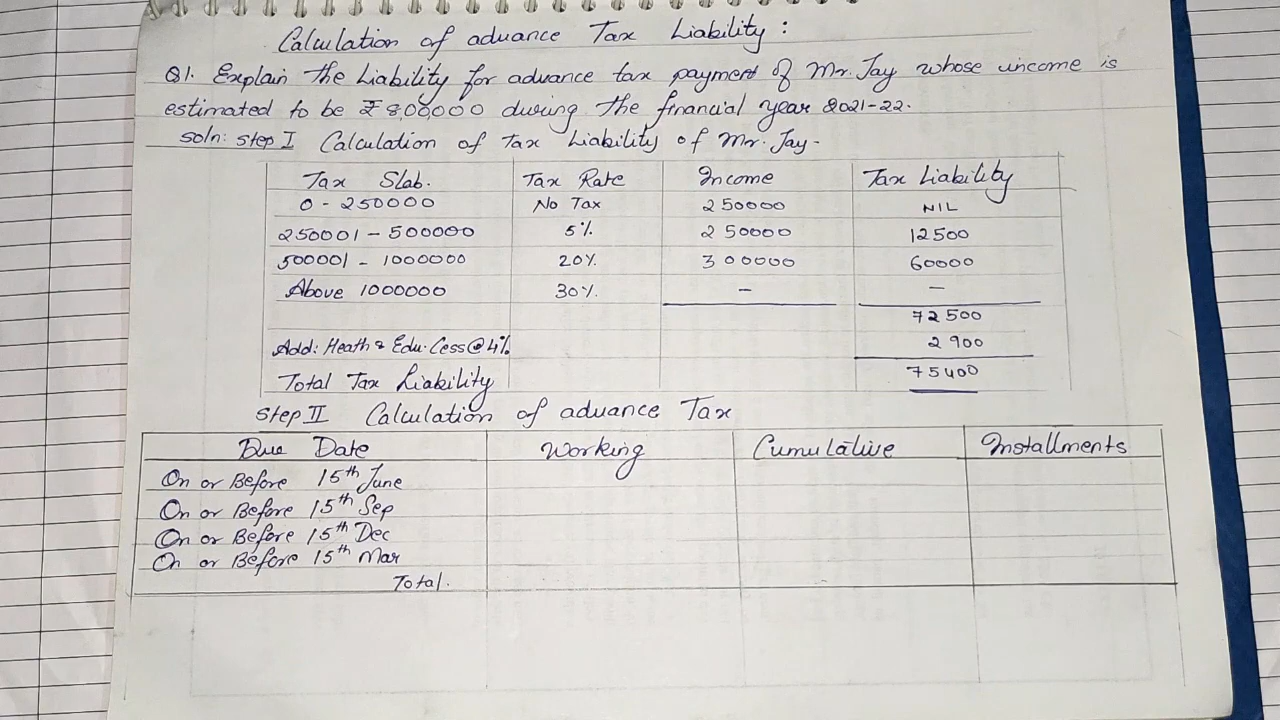 Calculation of advance Tax Liability :
Q1. Explain the Liability for advance tax payment of Mr. Jay whose income is
estimated to be ₹ 8,00,000 during the financial year 2021-22.
Soln: Step I Calculation of Tax Liability of Mr. Jay-
Tax Slab. Tax Rate Income Tax Liability
0 - 250000 No Tax 250000 NIL
250001 - 500000 5% 250000 12500
500001 - 1000000 20% 300000 60000
Above 1000000 30% - -
72500
Add: Heath & Edu. Cess @ 4% 2900
Total Tax Liability 75400
Step II Calculation of advance Tax
Due Date Working Cumulative Installments
On or Before 15th June
On or Before 15th Sep
On or Before 15th Dec
On or Before 15th Mar
Total.